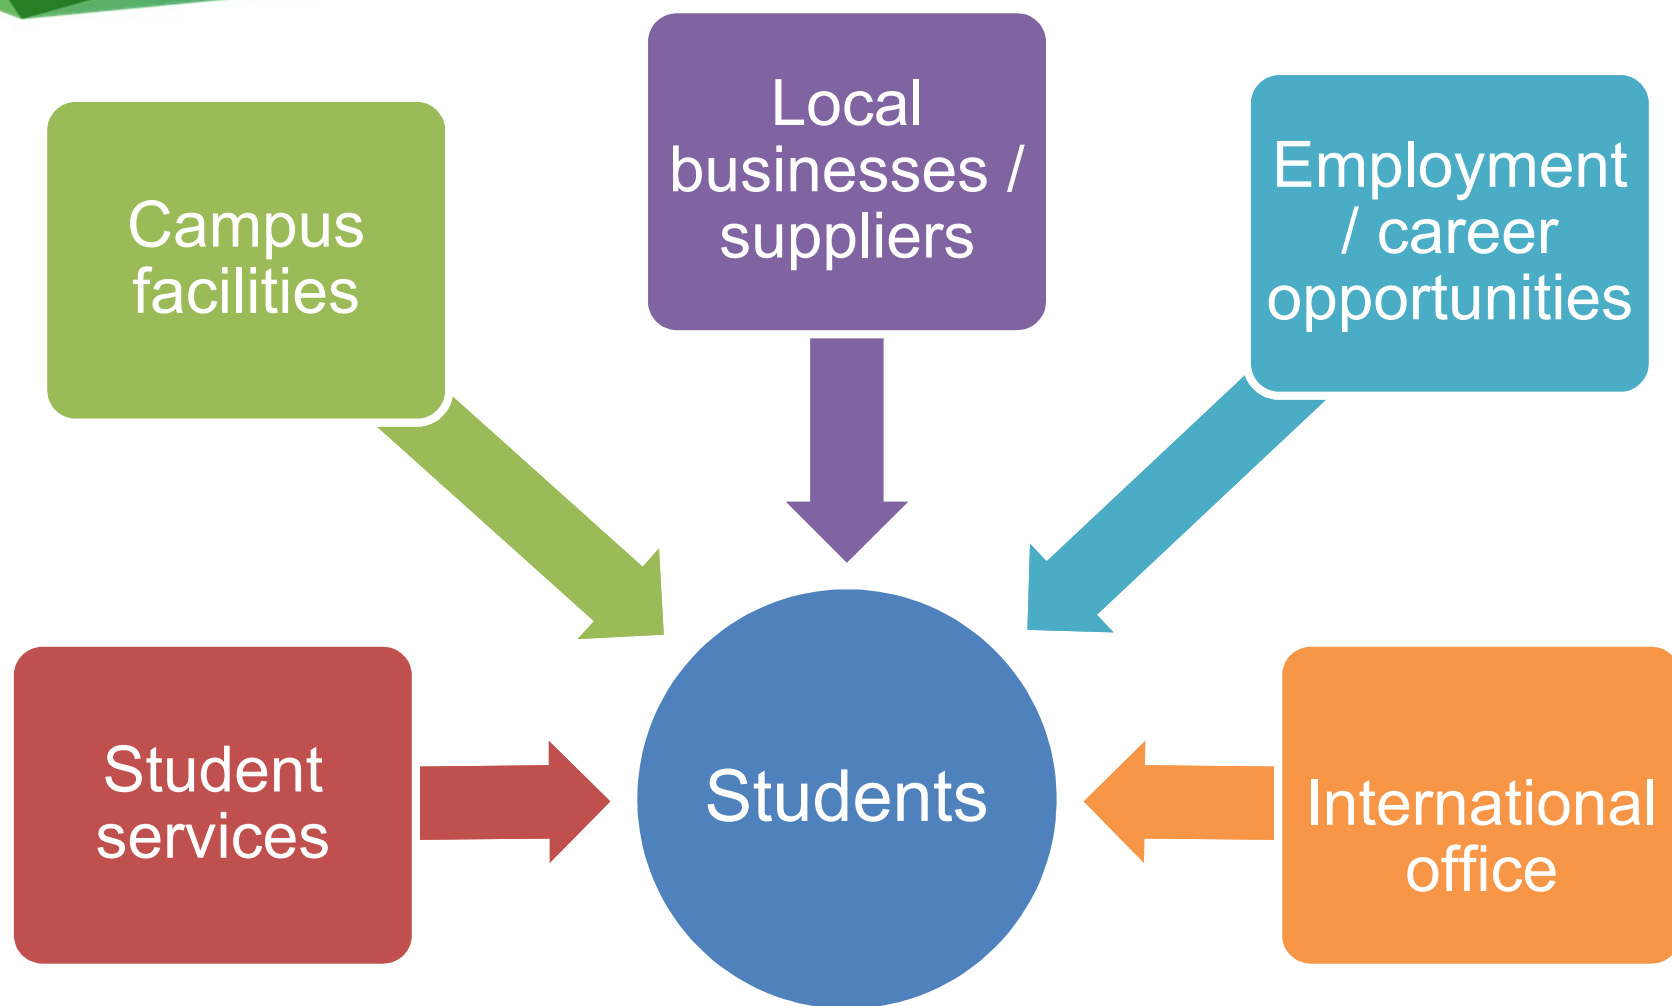 Local
businesses /
suppliers
Employment
/ career
opportunities
Campus
facilities
Student
services
Students
International
office